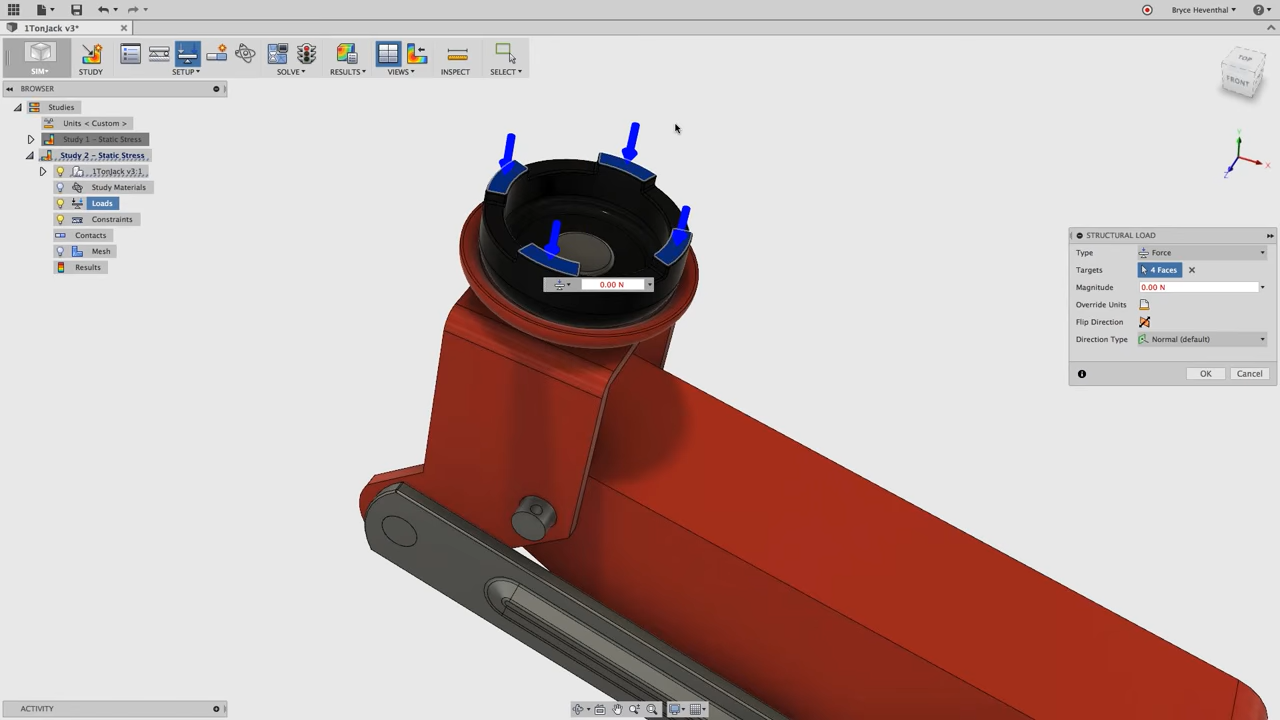 Bryce Heventhal
1TonJack v3*
SIM
STUDY
SETUP
SOLVE
RESULTS
VIEWS
INSPECT
SELECT
BROWSER
Studies
Units < Custom >
Study 1 - Static Stress
Study 2 - Static Stress
1TonJack v3:1
Study Materials
Loads
Constraints
Contacts
Mesh
Results
0.00 N
TOP
FRONT
Y
X
Z
STRUCTURAL LOAD
Type Force
Targets 4 Faces
Magnitude 0.00 N
Override Units
Flip Direction
Direction Type Normal (default)
OK Cancel
ACTIVITY